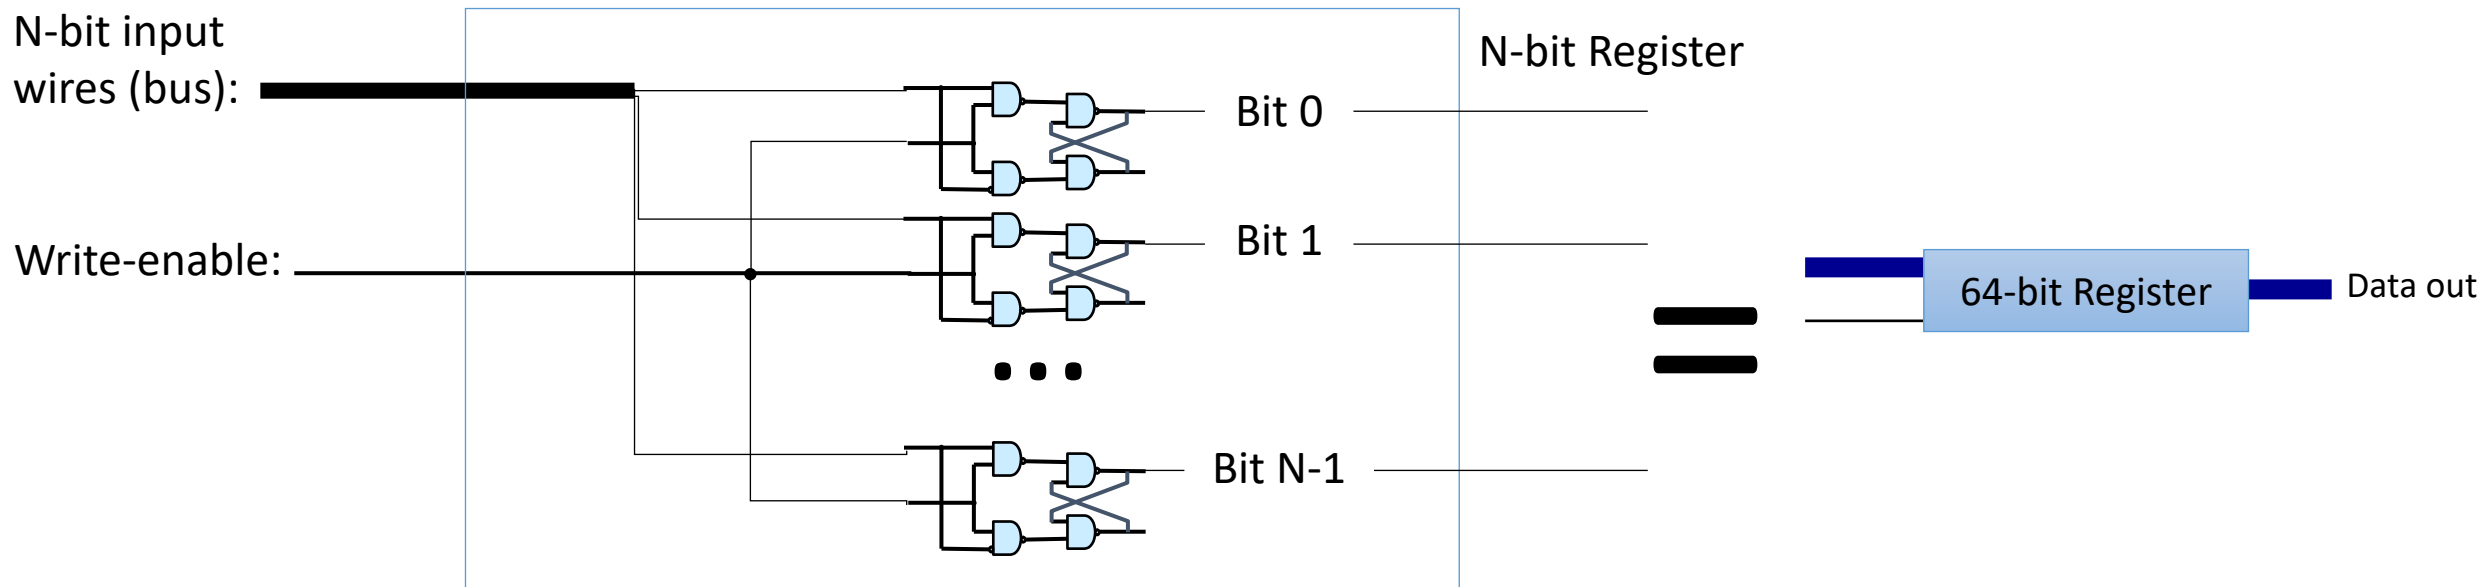 N-bit input
wires (bus):
N-bit Register
Bit 0
Bit 1
Write-enable:
64-bit Register
Data out
Bit N-1